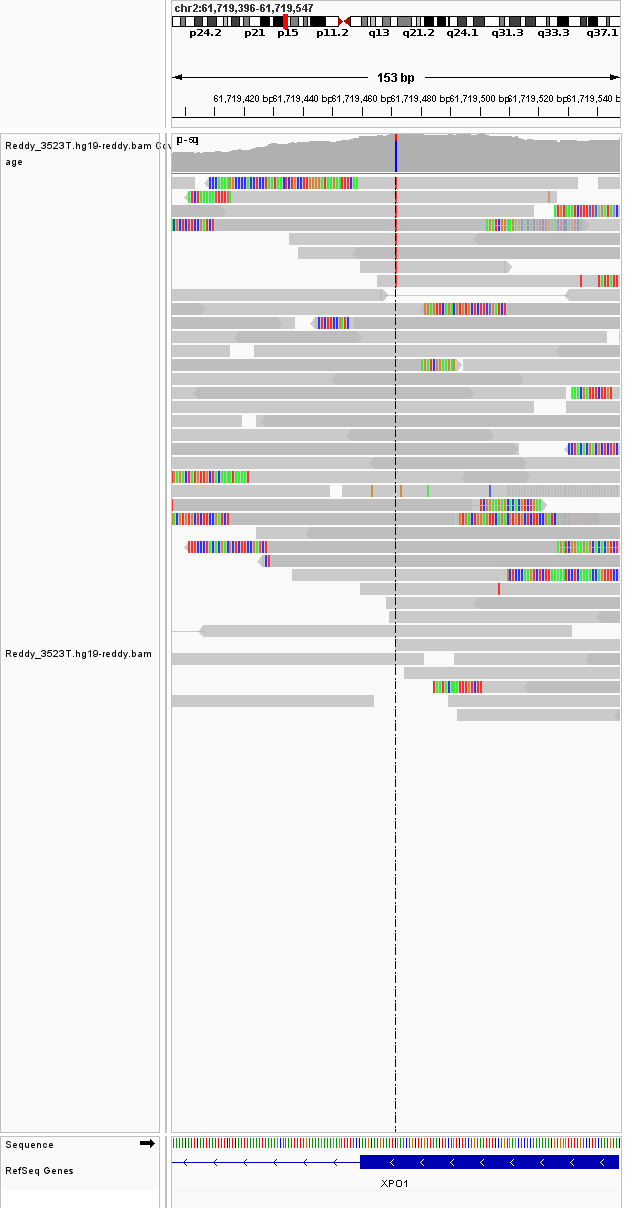 chr2:61,719,396-61,719,547
p24.2 p21 p15 p11.2 q13 q21.2 q24.1 q31.3 q33.3 q37.1
153 bp
61,719,420 bp 61,719,440 bp 61,719,460 bp 61,719,480 bp 61,719,500 bp 61,719,520 bp 61,719,540 bp
Reddy_3523T.hg19-reddy.bam Co
age
Reddy_3523T.hg19-reddy.bam
Sequence
RefSeq Genes
XPO1